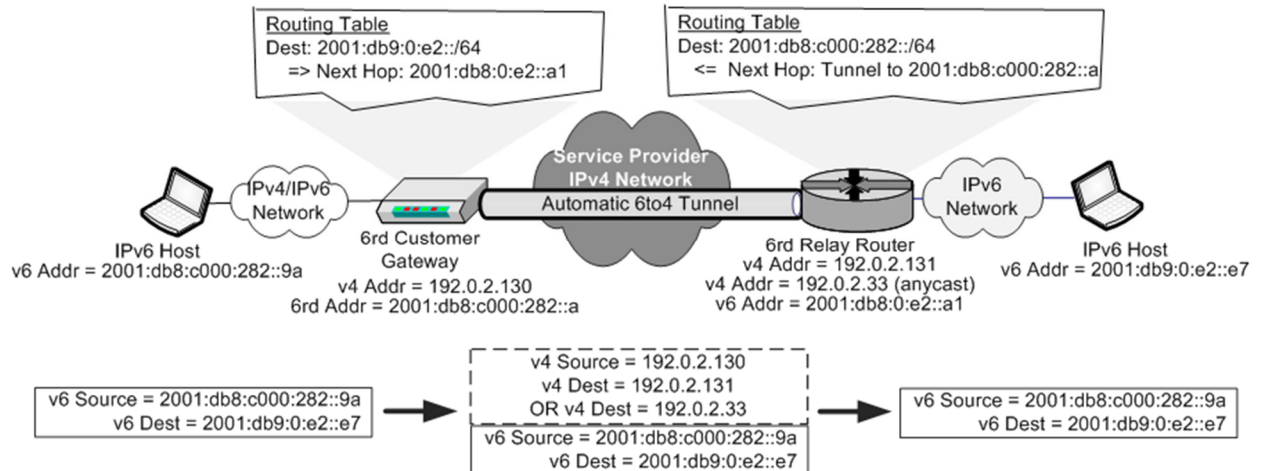 Routing Table
Dest: 2001:db9:0:e2::/64
=> Next Hop: 2001:db8:0:e2::a1
Routing Table
Dest: 2001:db8:c000:282::/64
<= Next Hop: Tunnel to 2001:db8:c000:282::a
Service Provider
IPv4 Network
Automatic 6to4 Tunnel
IPv4/IPv6
Network
IPv6
Network
IPv6 Host
v6 Addr = 2001:db8:c000:282::9a
6rd Customer
Gateway
v4 Addr = 192.0.2.130
6rd Addr = 2001:db8:c000:282::a
6rd Relay Router
v4 Addr = 192.0.2.131
v4 Addr = 192.0.2.33 (anycast)
v6 Addr = 2001:db8:0:e2::a1
IPv6 Host
v6 Addr = 2001:db9:0:e2::e7
v6 Source = 2001:db8:c000:282::9a
v6 Dest = 2001:db9:0:e2::e7
v4 Source = 192.0.2.130
v4 Dest = 192.0.2.131
OR v4 Dest = 192.0.2.33
v6 Source = 2001:db8:c000:282::9a
v6 Dest = 2001:db9:0:e2::e7
v6 Source = 2001:db8:c000:282::9a
v6 Dest = 2001:db9:0:e2::e7